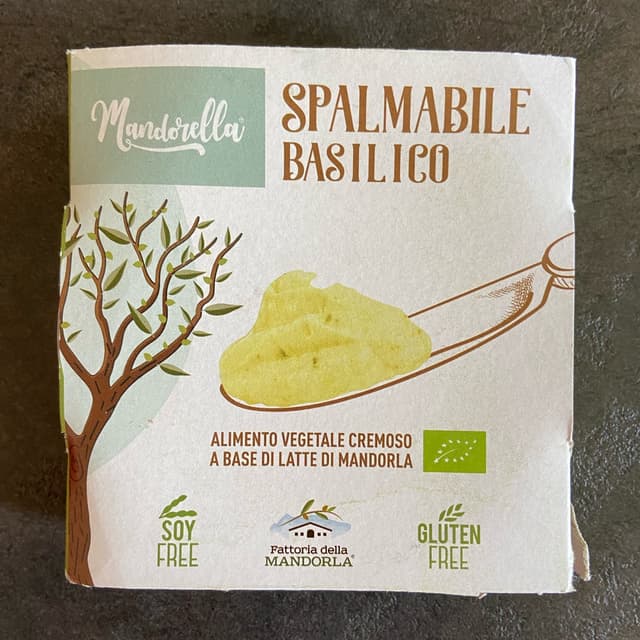 Mandorella®
SPALMABILE
BASILICO
ALIMENTO VEGETALE CREMOSO
A BASE DI LATTE DI MANDORLA
SOY
FREE
Fattoria della
MANDORLA®
GLUTEN
FREE